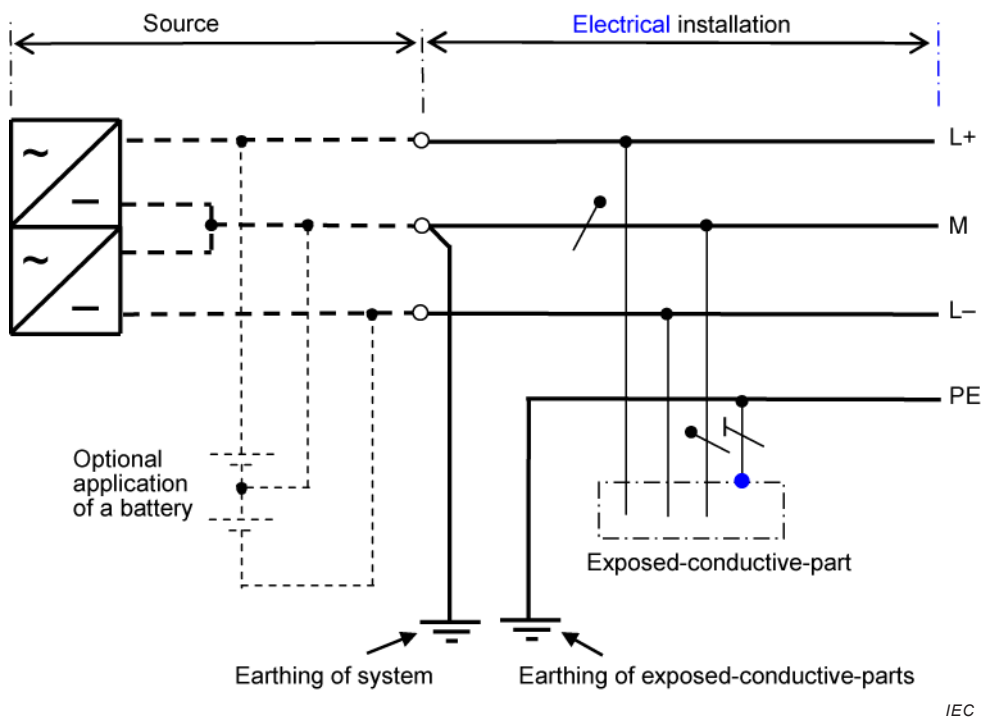 Source
Electrical installation
L+
~
–
M
~
–
L–
PE
Optional
application
of a battery
Exposed-conductive-part
Earthing of system
Earthing of exposed-conductive-parts
IEC